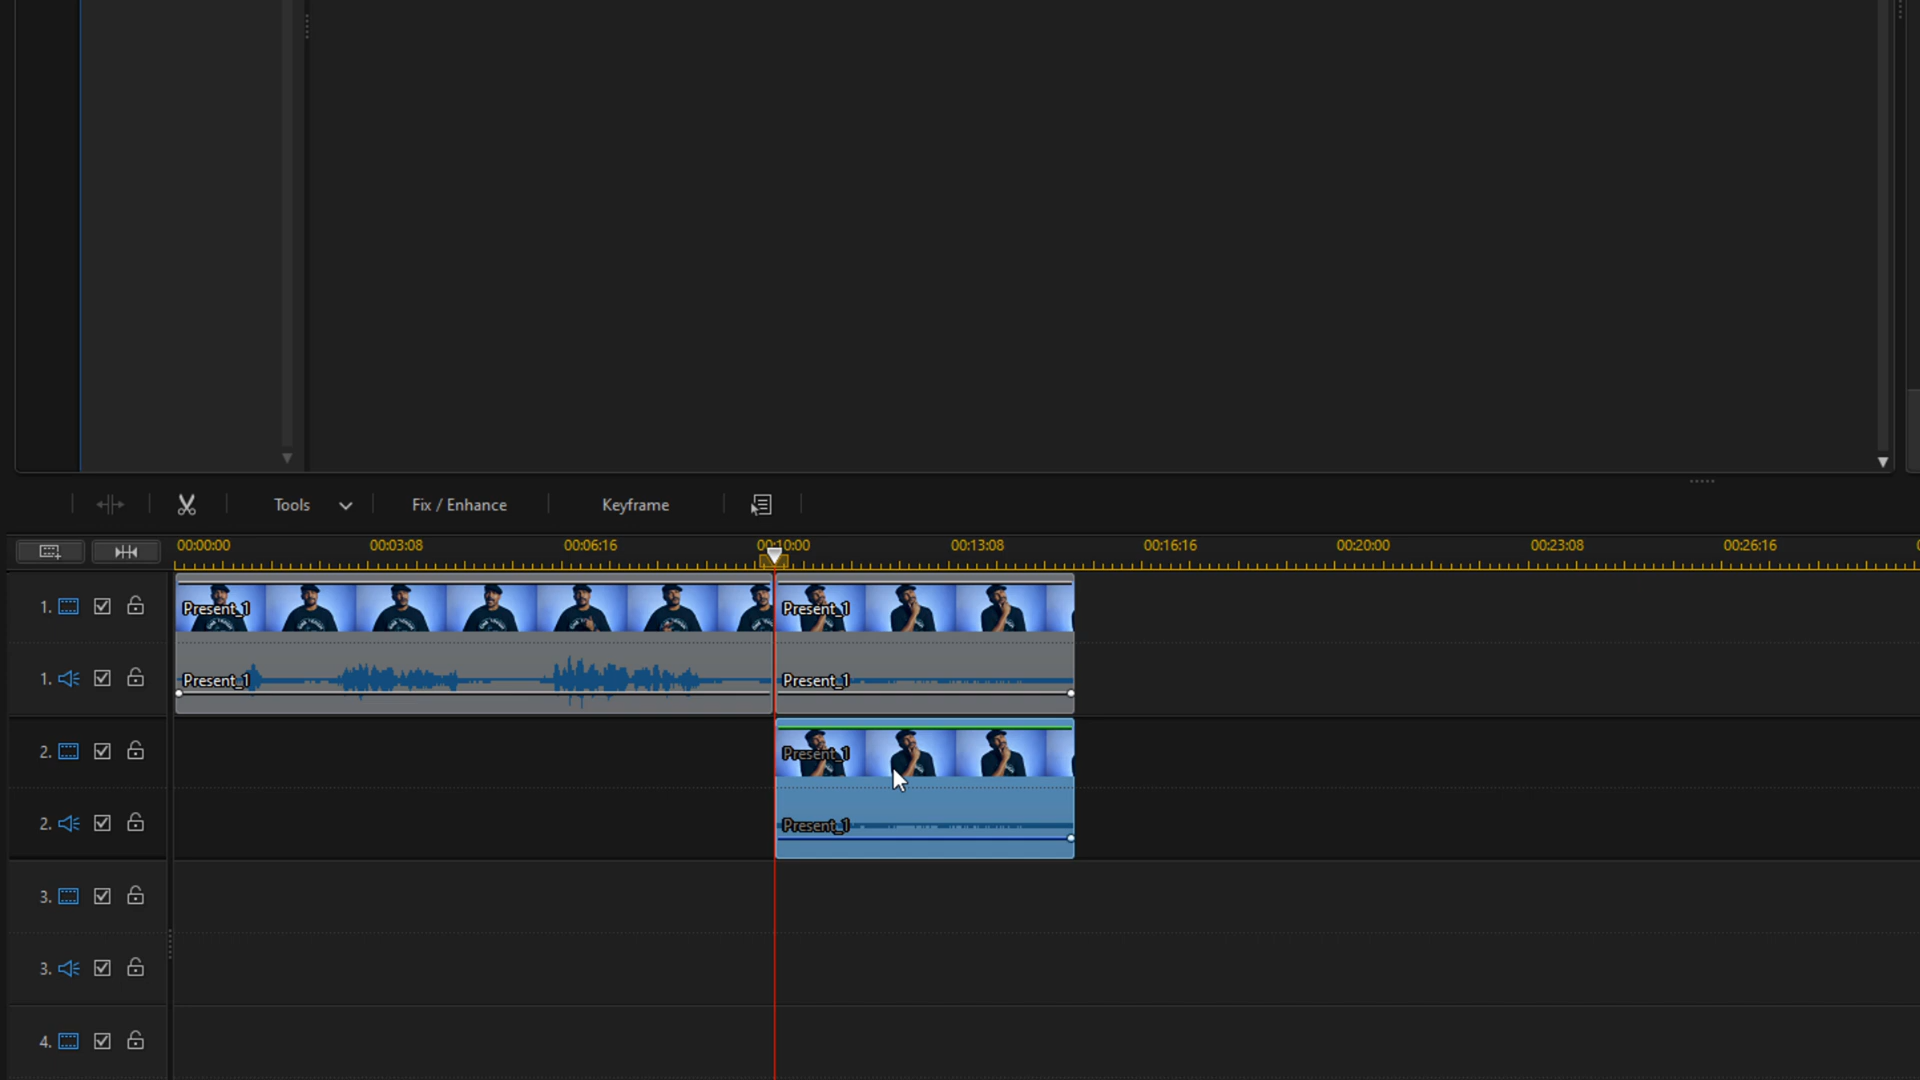 Tools Fix / Enhance Keyframe
00:00:00 00:03:08 00:06:16 00:10:00 00:13:08 00:16:16 00:20:00 00:23:08 00:26:16
1. Present_1 Present_1
1. Present_1 Present_1
2. Present_1
2. Present_1
3.
3.
4.